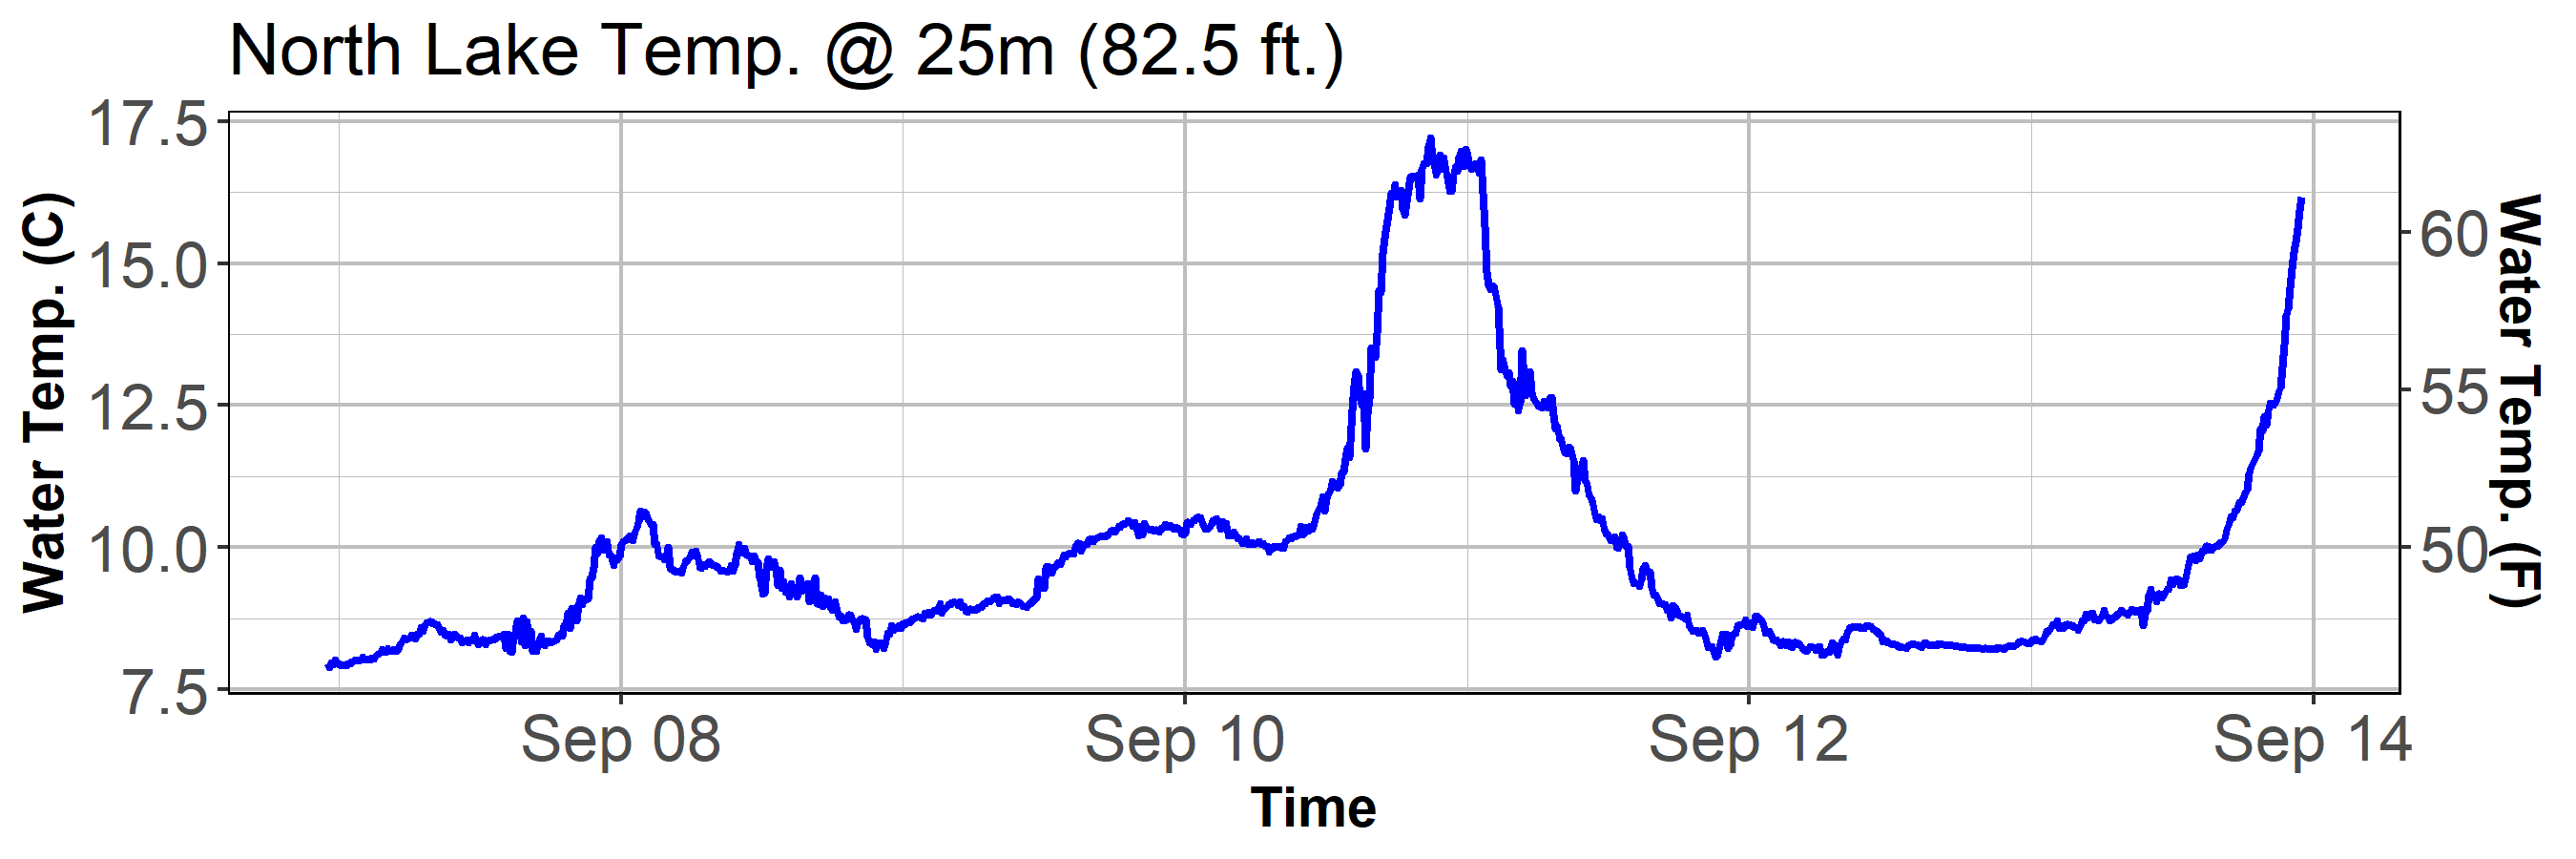 North Lake Temp. @ 25m (82.5 ft.)
Water Temp. (C)
17.5
15.0
12.5
10.0
7.5
60
55
50
Water Temp. (F)
Sep 08
Sep 10
Sep 12
Sep 14
Time